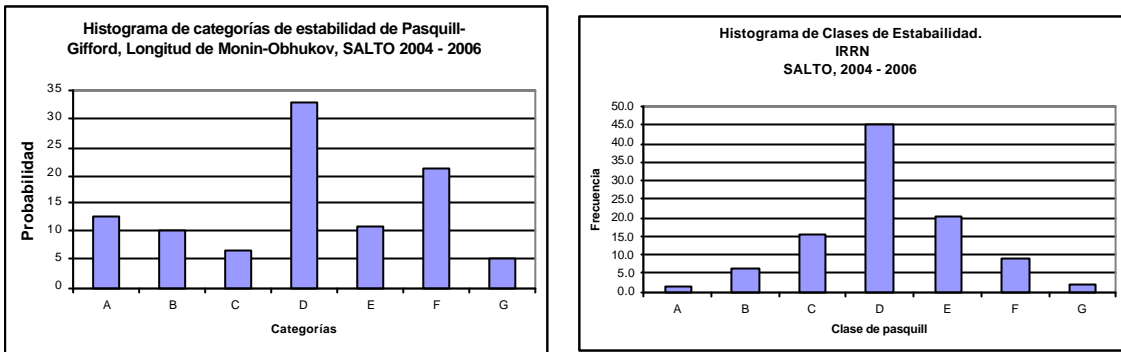 Histograma de categorías de estabilidad de Pasquill-
Gifford, Longitud de Monin-Obhukov, SALTO 2004 - 2006
Probabilidad
35
30
25
20
15
10
5
0
A B C D E F G
Categorías
Histograma de Clases de Estabailidad.
IRRN
SALTO, 2004 - 2006
Frecuencia
50.0
45.0
40.0
35.0
30.0
25.0
20.0
15.0
10.0
5.0
0.0
A B C D E F G
Clase de pasquill